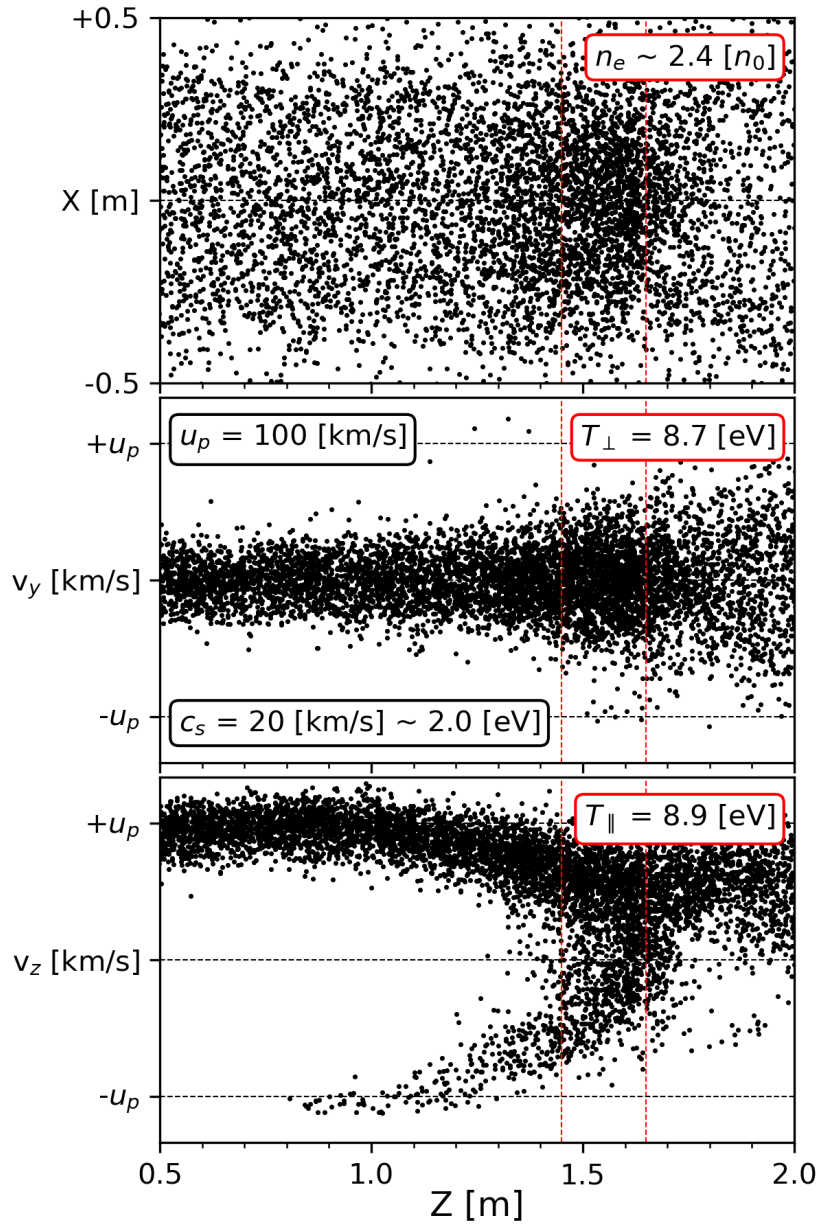 +0.5
n_e ~ 2.4 [n_0]
X [m]
-0.5
+u_p
u_p = 100 [km/s]
T_⊥ = 8.7 [eV]
v_y [km/s]
-u_p
c_s = 20 [km/s] ~ 2.0 [eV]
+u_p
T_∥ = 8.9 [eV]
v_z [km/s]
-u_p
0.5 1.0 1.5 2.0
Z [m]